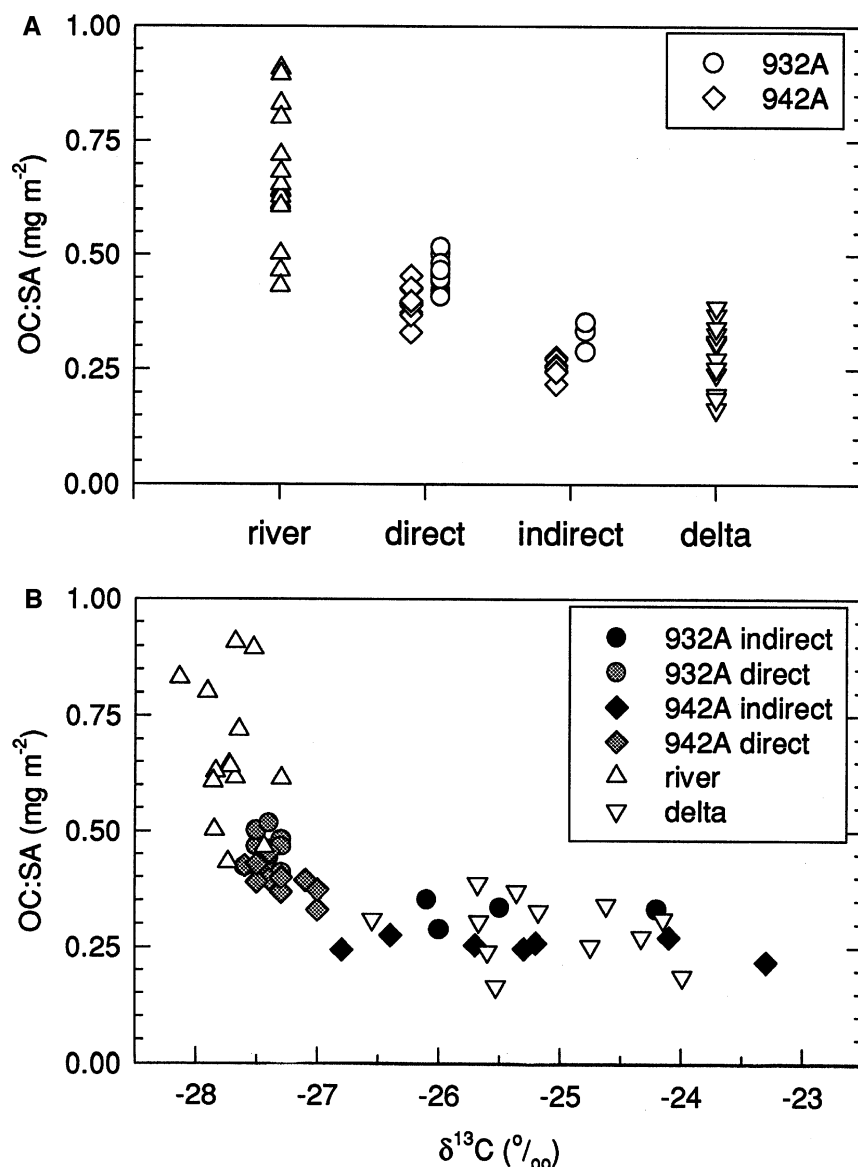 A
1.00
0.75
0.50
0.25
0.00
OC:SA (mg m⁻²)
932A
942A
river
direct
indirect
delta
B
1.00
0.75
0.50
0.25
0.00
OC:SA (mg m⁻²)
932A indirect
932A direct
942A indirect
942A direct
river
delta
-28
-27
-26
-25
-24
-23
δ¹³C (⁰/₀₀)